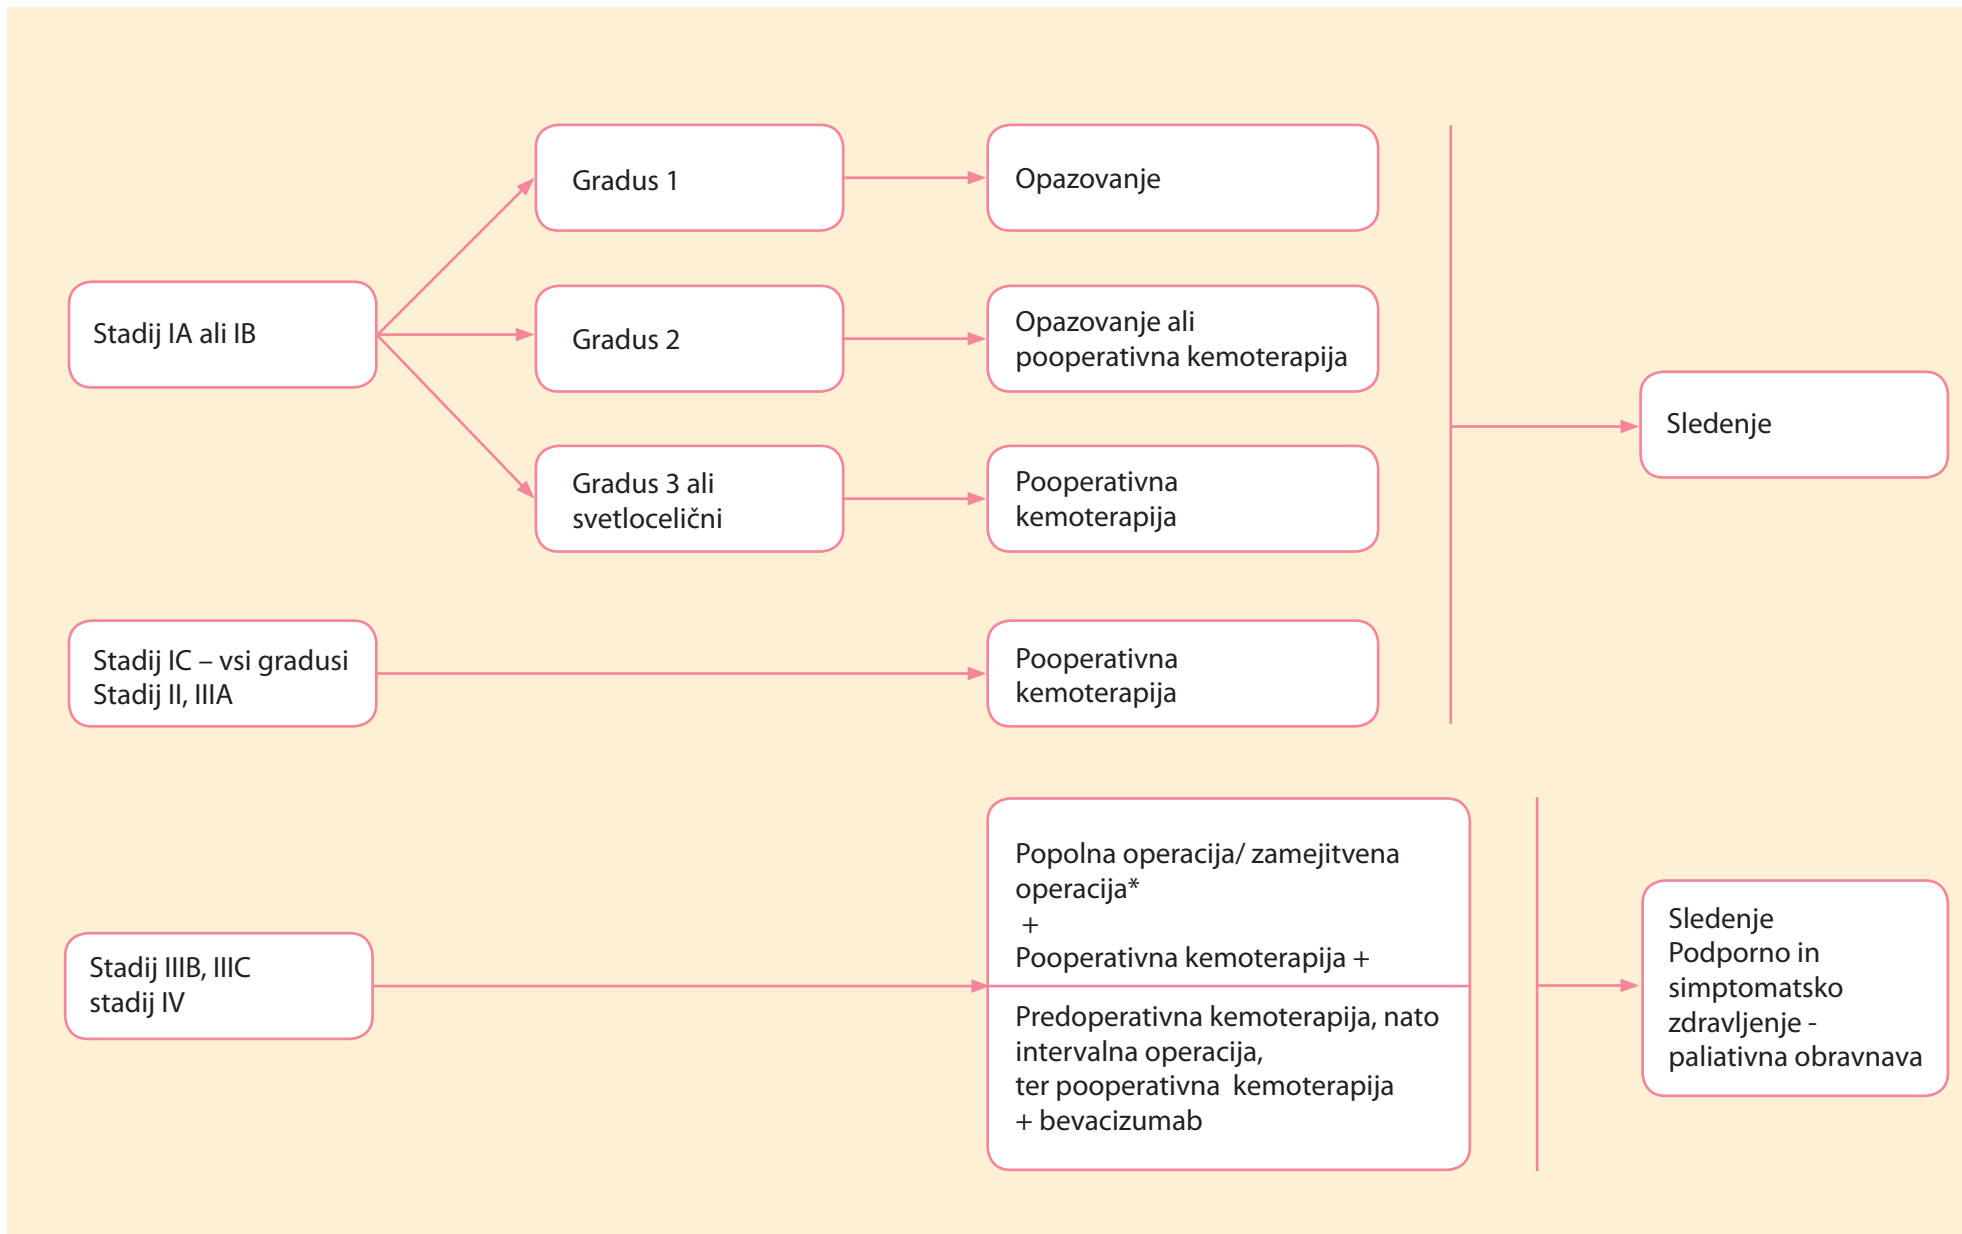 Stadij IA ali IB
Gradus 1
Opazovanje
Gradus 2
Opazovanje ali
pooperativna kemoterapija
Gradus 3 ali
svetlocelični
Pooperativna
kemoterapija
Stadij IC – vsi gradusi
Stadij II, IIIA
Pooperativna
kemoterapija
Sledenje
Stadij IIIB, IIIC
stadij IV
Popolna operacija/ zamejitvena
operacija*
+
Pooperativna kemoterapija +
Predoperativna kemoterapija, nato
intervalna operacija,
ter pooperativna  kemoterapija
+ bevacizumab
Sledenje
Podporno in
simptomatsko
zdravljenje -
paliativna obravnava